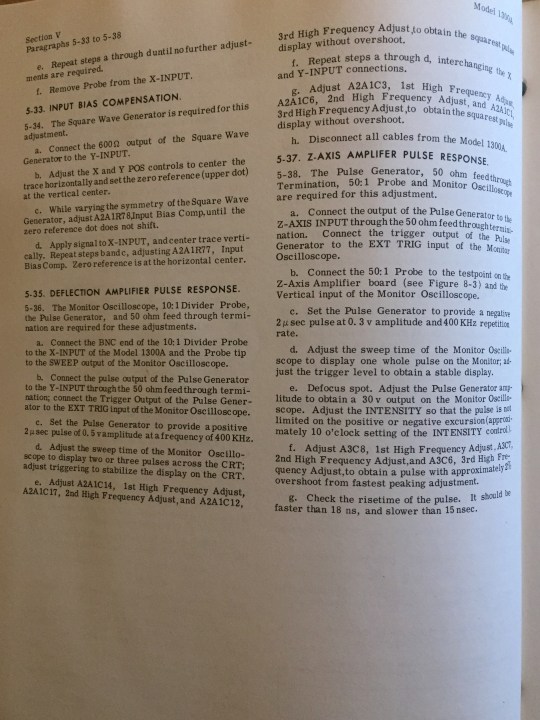 Section V
Paragraphs 5-33 to 5-38
e. Repeat steps a through d until no further adjust-
ments are required.
f. Remove Probe from the X-INPUT.
5-33. INPUT BIAS COMPENSATION.
5-34. The Square Wave Generator is required for this
adjustment.
a. Connect the 600Ω output of the Square Wave
Generator to the Y-INPUT.
b. Adjust the X and Y POS controls to center the
trace horizontally and set the zero reference (upper dot)
at the vertical center.
c. While varying the symmetry of the Square Wave
Generator, adjust A2A1R78,Input Bias Comp,until the
zero reference dot does not shift.
d. Apply signal to X-INPUT, and center trace verti-
cally. Repeat steps b and c, adjusting A2A1R77, Input
Bias Comp. Zero reference is at the horizontal center.
5-35. DEFLECTION AMPLIFIER PULSE RESPONSE.
5-36. The Monitor Oscilloscope, 10:1 Divider Probe,
the Pulse Generator, and 50 ohm feed through termi-
nation are required for these adjustments.
a. Connect the BNC end of the 10:1 Divider Probe
to the X-INPUT of the Model 1300A and the Probe tip
to the SWEEP output of the Monitor Oscilloscope.
b. Connect the pulse output of the Pulse Generator
to the Y-INPUT through the 50 ohm feed through termi-
nation; connect the Trigger Output of the Pulse Gener-
ator to the EXT TRIG input of the Monitor Oscilloscope.
c. Set the Pulse Generator to provide a positive
2 μsec pulse of 0.5 v amplitude at a frequency of 400 KHz.
d. Adjust the sweep time of the Monitor Oscillo-
scope to display two or three pulses across the CRT;
adjust triggering to stabilize the display on the CRT.
e. Adjust A2A1C14, 1st High Frequency Adjust,
A2A1C17, 2nd High Frequency Adjust, and A2A1C12,
Model 1300A
3rd High Frequency Adjust,to obtain the squarest pulse
display without overshoot.
f. Repeat steps a through d, interchanging the X
and Y-INPUT connections.
g. Adjust A2A1C3, 1st High Frequency Adjust,
A2A1C6, 2nd High Frequency Adjust, and A2A1C1,
3rd High Frequency Adjust,to obtain the squarest pulse
display without overshoot.
h. Disconnect all cables from the Model 1300A.
5-37. Z-AXIS AMPLIFER PULSE RESPONSE.
5-38. The Pulse Generator, 50 ohm feedthrough
Termination, 50:1 Probe and Monitor Oscilloscope
are required for this adjustment.
a. Connect the output of the Pulse Generator to the
Z-AXIS INPUT through the 50 ohm feed through termi-
nation. Connect the trigger output of the Pulse
Generator to the EXT TRIG input of the Monitor
Oscilloscope.
b. Connect the 50:1 Probe to the testpoint on the
Z-Axis Amplifier board (see Figure 8-3) and the
Vertical input of the Monitor Oscilloscope.
c. Set the Pulse Generator to provide a negative
2 μsec pulse at 0.3 v amplitude and 400 KHz repetition
rate.
d. Adjust the sweep time of the Monitor Oscillo-
scope to display one whole pulse on the Monitor; ad-
just the trigger level to obtain a stable display.
e. Defocus spot. Adjust the Pulse Generator amp-
litude to obtain a 30 v output on the Monitor Oscillo-
scope. Adjust the INTENSITY so that the pulse is not
limited on the positive or negative excursion (approxi-
mately 10 o'clock setting of the INTENSITY control).
f. Adjust A3C8, 1st High Frequency Adjust, A3C7,
2nd High Frequency Adjust,and A3C6, 3rd High Fre-
quency Adjust,to obtain a pulse with approximately 2%
overshoot from fastest peaking adjustment.
g. Check the risetime of the pulse. It should be
faster than 18 ns, and slower than 15 nsec.